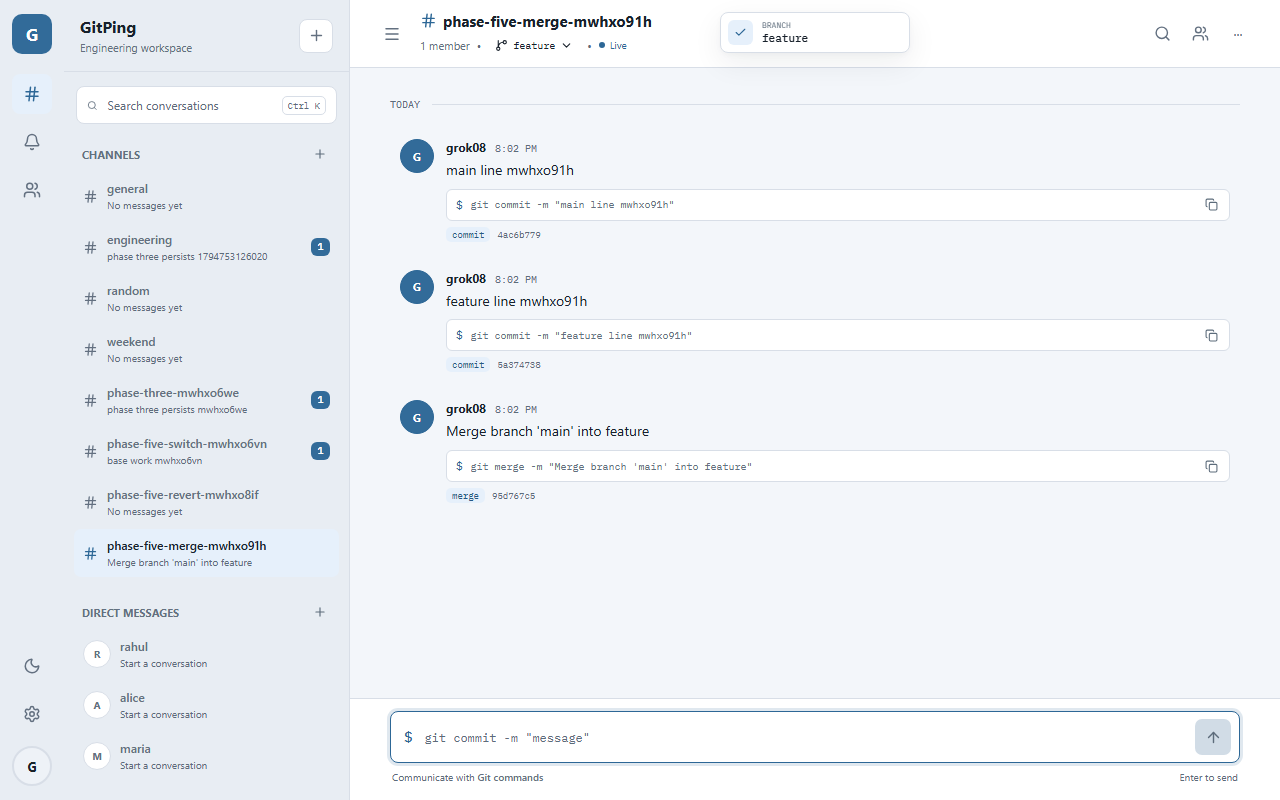 G
GitPing
Engineering workspace
Search conversations
Ctrl K
CHANNELS
general
No messages yet
engineering
phase three persists 1794753126020
1
random
No messages yet
weekend
No messages yet
phase-three-mwhxo6we
phase three persists mwhxo6we
1
phase-five-switch-mwhxo6vn
base work mwhxo6vn
1
phase-five-revert-mwhxo8if
No messages yet
phase-five-merge-mwhxo91h
Merge branch 'main' into feature
DIRECT MESSAGES
R
rahul
Start a conversation
A
alice
Start a conversation
M
maria
Start a conversation
G
# phase-five-merge-mwhxo91h
1 member • feature • Live
BRANCH
feature
TODAY
G
grok08 8:02 PM
main line mwhxo91h
$ git commit -m "main line mwhxo91h"
commit 4ac6b779
G
grok08 8:02 PM
feature line mwhxo91h
$ git commit -m "feature line mwhxo91h"
commit 5a374738
G
grok08 8:02 PM
Merge branch 'main' into feature
$ git merge -m "Merge branch 'main' into feature"
merge 95d767c5
$ git commit -m "message"
Communicate with Git commands
Enter to send